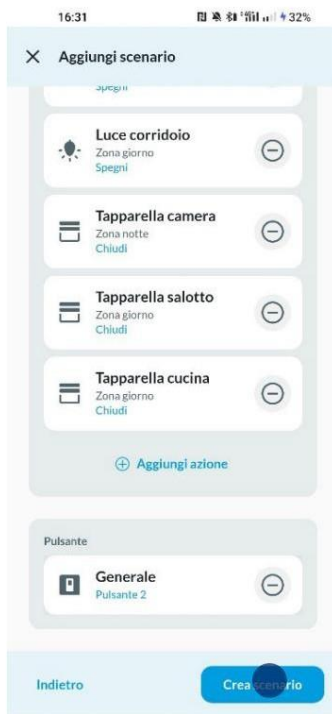 16:31
32%
Aggiungi scenario
Spegni
Luce corridoio
Zona giorno
Spegni
Tapparella camera
Zona notte
Chiudi
Tapparella salotto
Zona giorno
Chiudi
Tapparella cucina
Zona giorno
Chiudi
Aggiungi azione
Pulsante
Generale
Pulsante 2
Indietro
Crea scenario